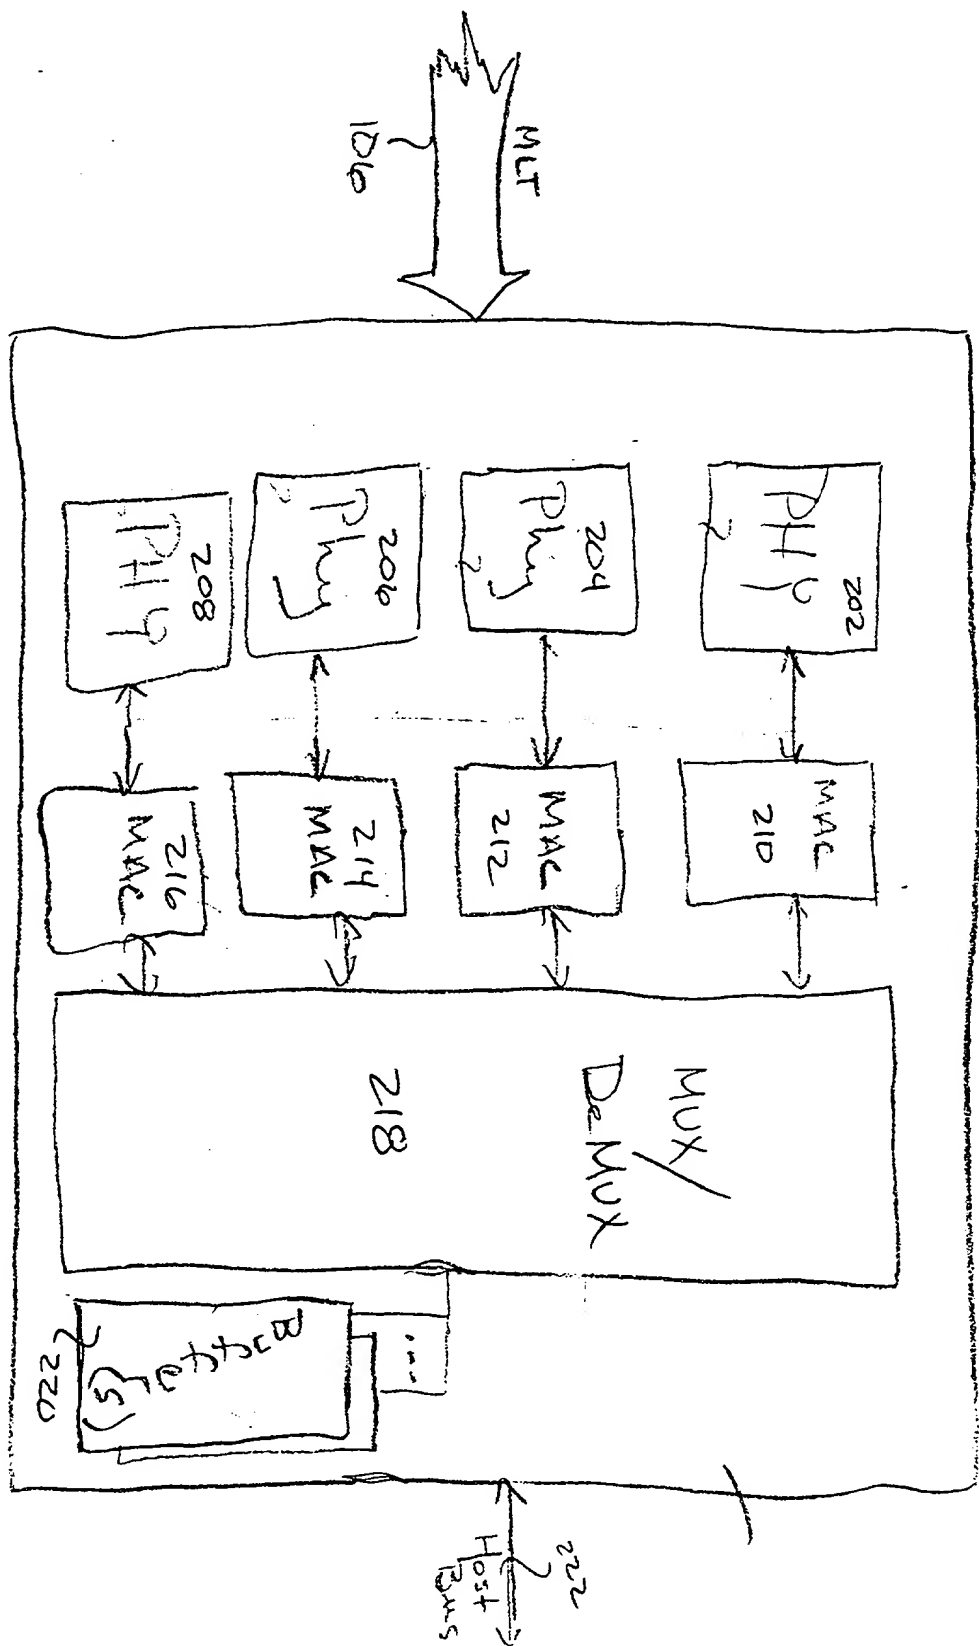 MLT
106
202
PHY
MAC
210
204
Phy
MAC
212
206
Phy
214
MAC
208
PHY
216
MAC
MUX/
DeMUX
218
Buffer(s)
220
...
222
Host
Bus